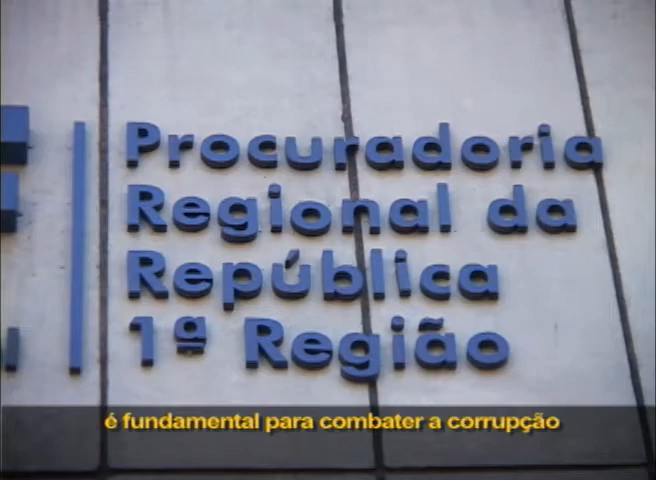 Procuradoria
Regional da
República
1ª Região
é fundamental para combater a corrupção